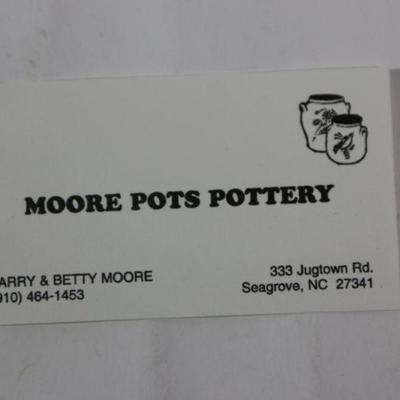 MOORE POTS POTTERY
ARRY & BETTY MOORE
910) 464-1453
333 Jugtown Rd.
Seagrove, NC 27341